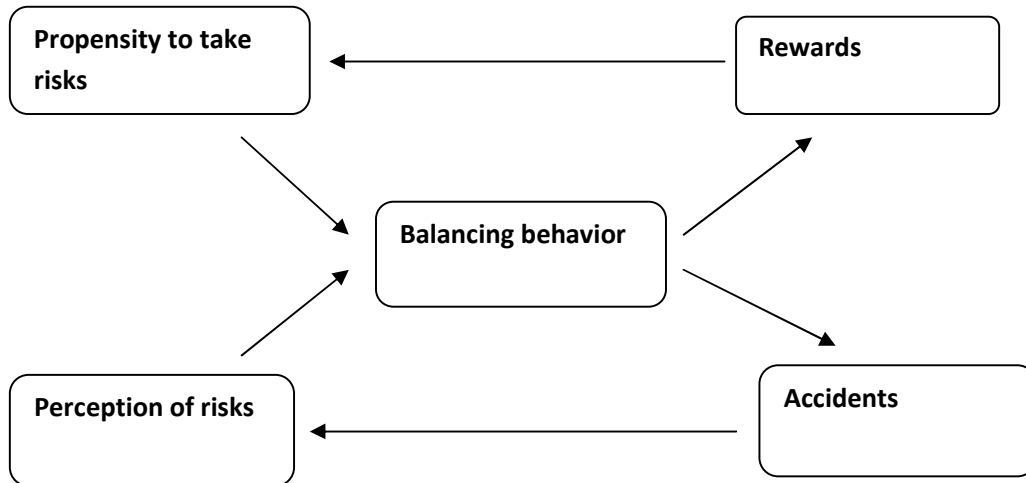 Propensity to take
risks
Rewards
Balancing behavior
Perception of risks
Accidents